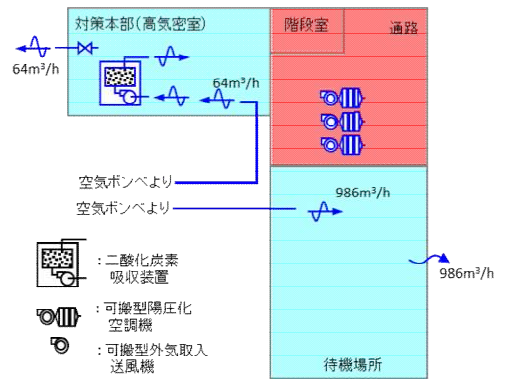 対策本部(高気密室)
階段室
通路
64m³/h
64m³/h
空気ボンベより
空気ボンベより
986m³/h
986m³/h
:二酸化炭素
吸収装置
:可搬型陽圧化
空調機
:可搬型外気取入
送風機
待機場所